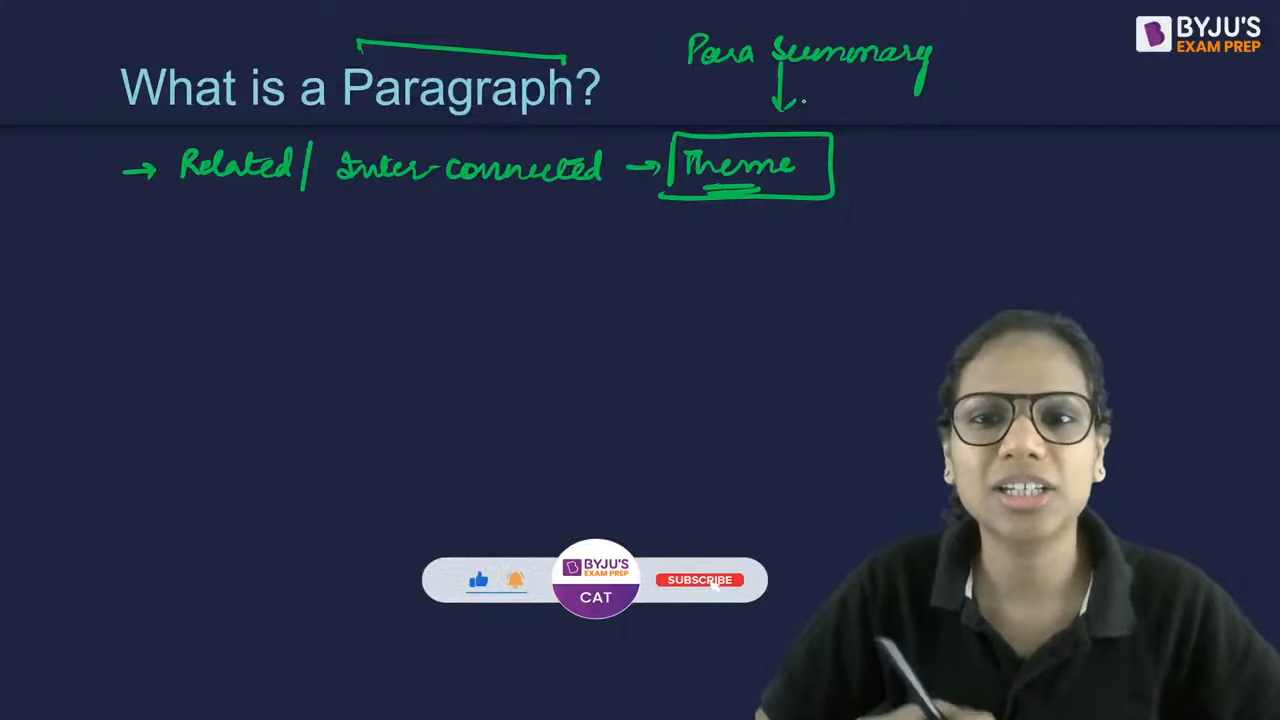 Para Summary
BYJU'S
EXAM PREP
What is a Paragraph?
→ Related / Inter-connected → Theme
BYJU'S
EXAM PREP
CAT
SUBSCRIBE